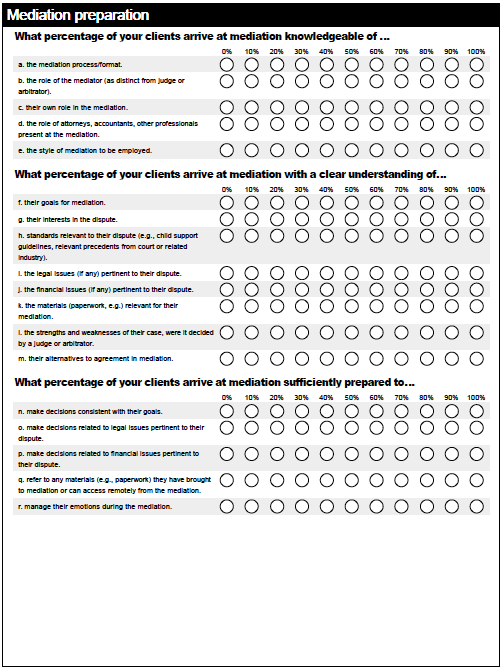 Mediation preparation
What percentage of your clients arrive at mediation knowledgeable of ...
0% 10% 20% 30% 40% 50% 60% 70% 80% 90% 100%
a. the mediation process/format.
b. the role of the mediator (as distinct from judge or
arbitrator).
c. their own role in the mediation.
d. the role of attorneys, accountants, other professionals
present at the mediation.
e. the style of mediation to be employed.
What percentage of your clients arrive at mediation with a clear understanding of...
0% 10% 20% 30% 40% 50% 60% 70% 80% 90% 100%
f. their goals for mediation.
g. their interests in the dispute.
h. standards relevant to their dispute (e.g., child support
guidelines, relevant precedents from court or related
industry).
i. the legal issues (if any) pertinent to their dispute.
j. the financial issues (if any) pertinent to their dispute.
k. the materials (paperwork, e.g.) relevant for their
mediation.
l. the strengths and weaknesses of their case, were it decided
by a judge or arbitrator.
m. their alternatives to agreement in mediation.
What percentage of your clients arrive at mediation sufficiently prepared to...
0% 10% 20% 30% 40% 50% 60% 70% 80% 90% 100%
n. make decisions consistent with their goals.
o. make decisions related to legal issues pertinent to their
dispute.
p. make decisions related to financial issues pertinent to
their dispute.
q. refer to any materials (e.g., paperwork) they have brought
to mediation or can access remotely from the mediation.
r. manage their emotions during the mediation.